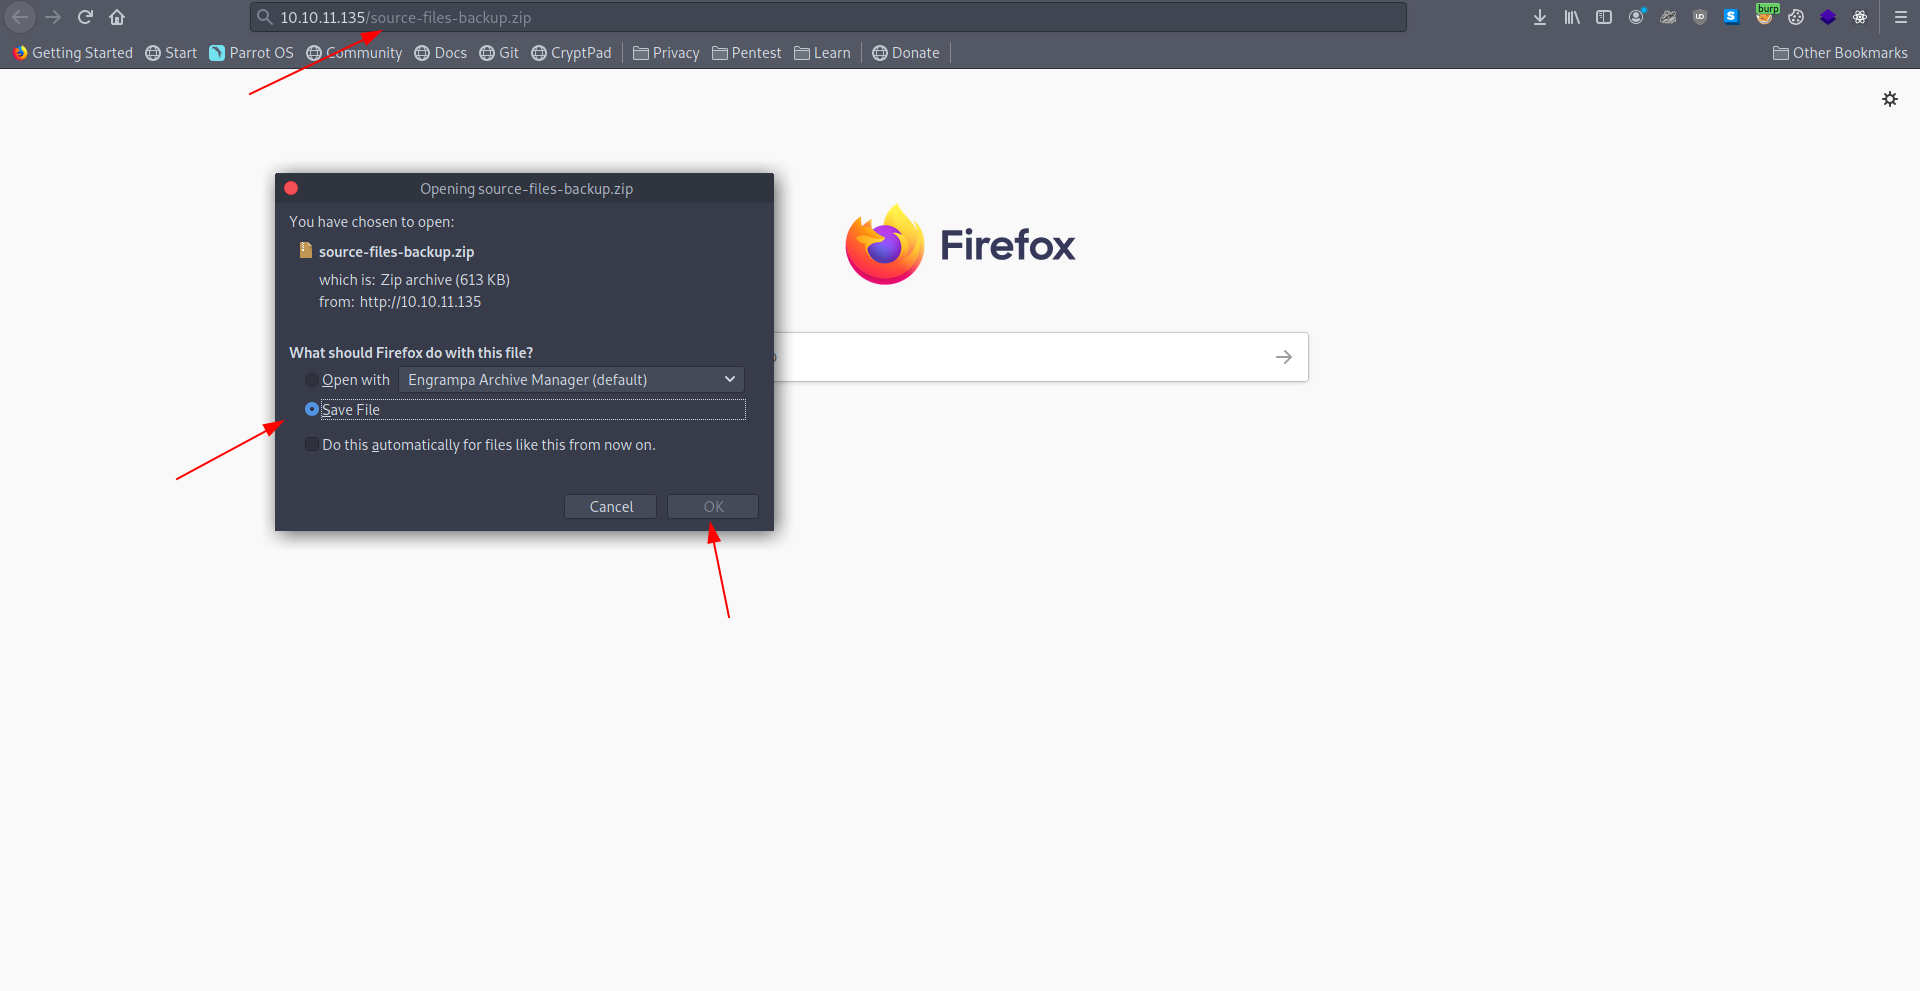 10.10.11.135/source-files-backup.zip
burp
Getting Started Start Parrot OS Community Docs Git CryptPad Privacy Pentest Learn Donate Other Bookmarks
Opening source-files-backup.zip
You have chosen to open:
source-files-backup.zip
which is: Zip archive (613 KB)
from: http://10.10.11.135
Firefox
What should Firefox do with this file?
Open with Engrampa Archive Manager (default)
Save File
Do this automatically for files like this from now on.
Cancel OK